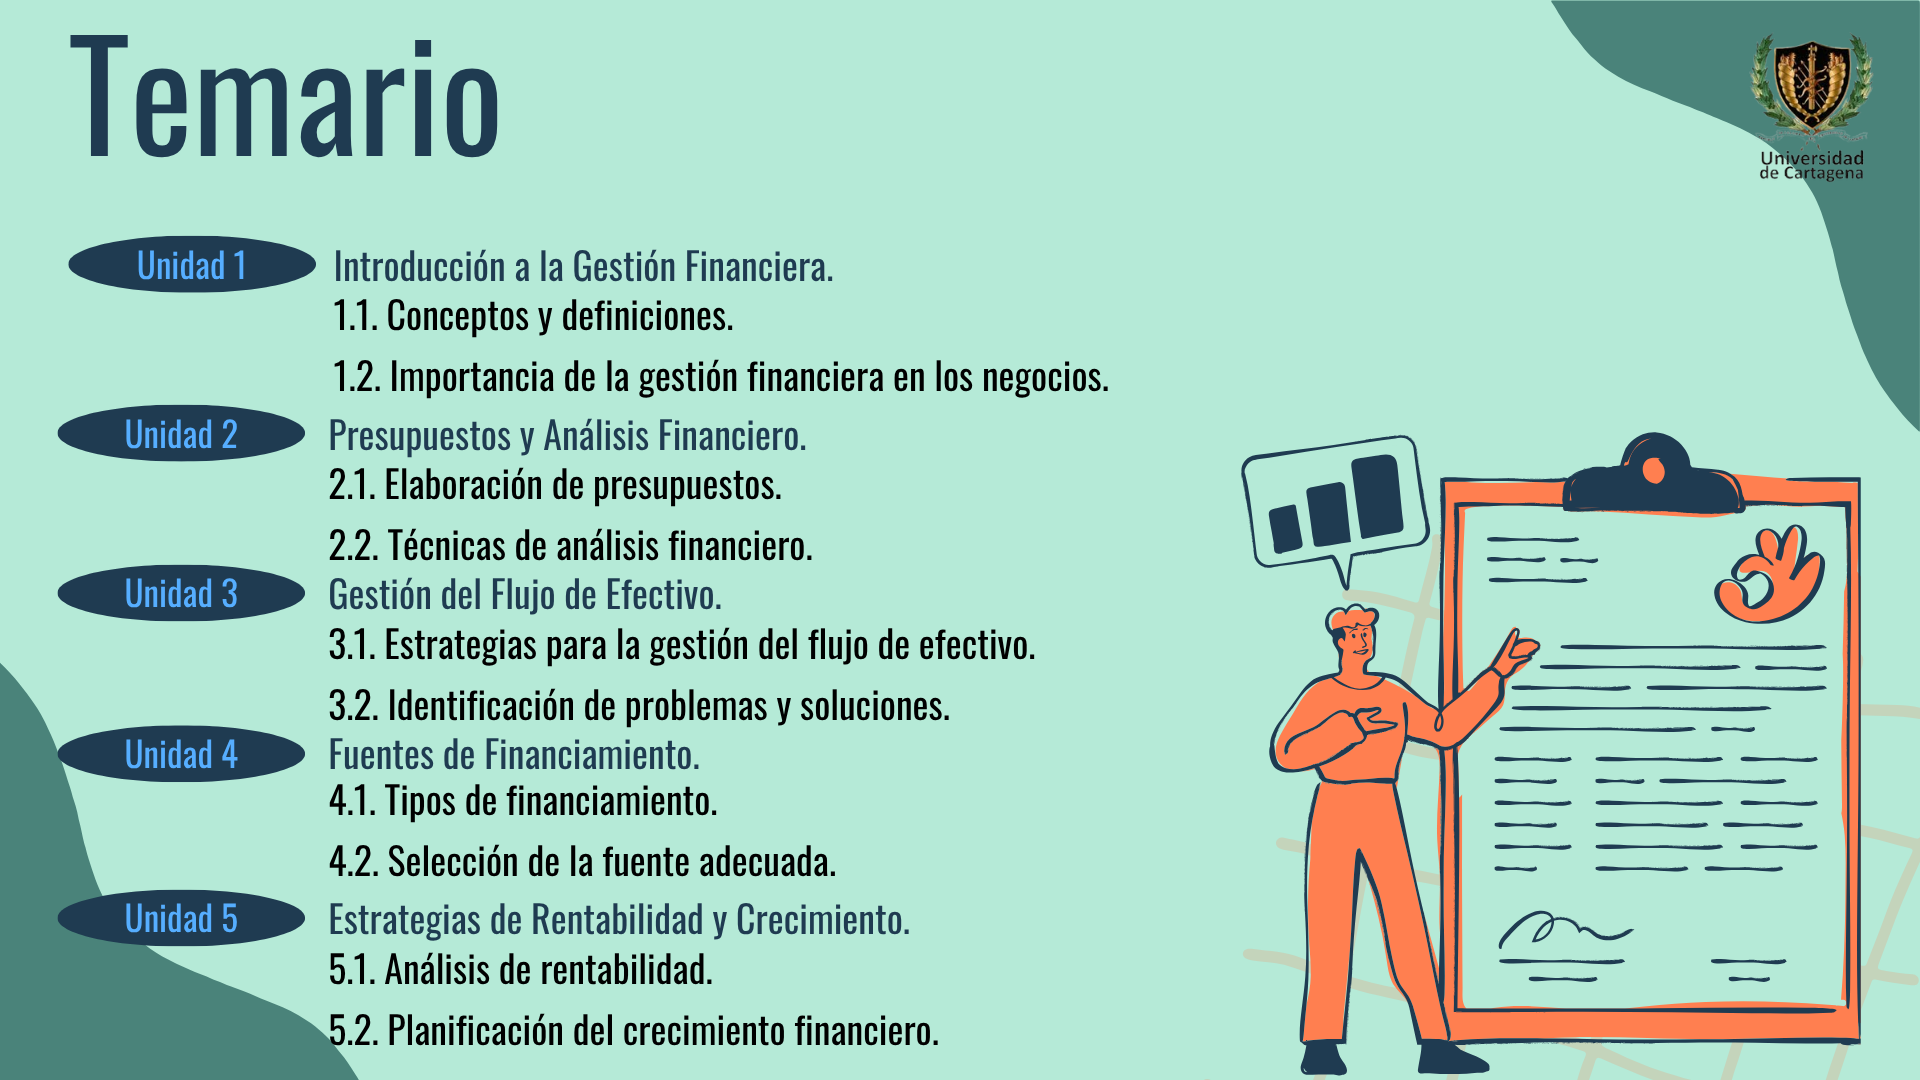 Temario
Universidad
de Cartagena
Unidad 1
Introducción a la Gestión Financiera.
1.1. Conceptos y definiciones.
1.2. Importancia de la gestión financiera en los negocios.
Unidad 2
Presupuestos y Análisis Financiero.
2.1. Elaboración de presupuestos.
2.2. Técnicas de análisis financiero.
Unidad 3
Gestión del Flujo de Efectivo.
3.1. Estrategias para la gestión del flujo de efectivo.
3.2. Identificación de problemas y soluciones.
Unidad 4
Fuentes de Financiamiento.
4.1. Tipos de financiamiento.
4.2. Selección de la fuente adecuada.
Unidad 5
Estrategias de Rentabilidad y Crecimiento.
5.1. Análisis de rentabilidad.
5.2. Planificación del crecimiento financiero.